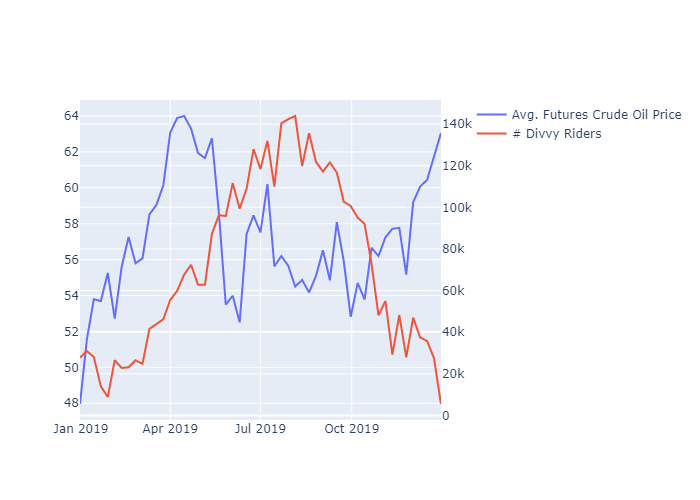 Avg. Futures Crude Oil Price
# Divvy Riders
64
62
60
58
56
54
52
50
48
140k
120k
100k
80k
60k
40k
20k
0
Jan 2019 Apr 2019 Jul 2019 Oct 2019